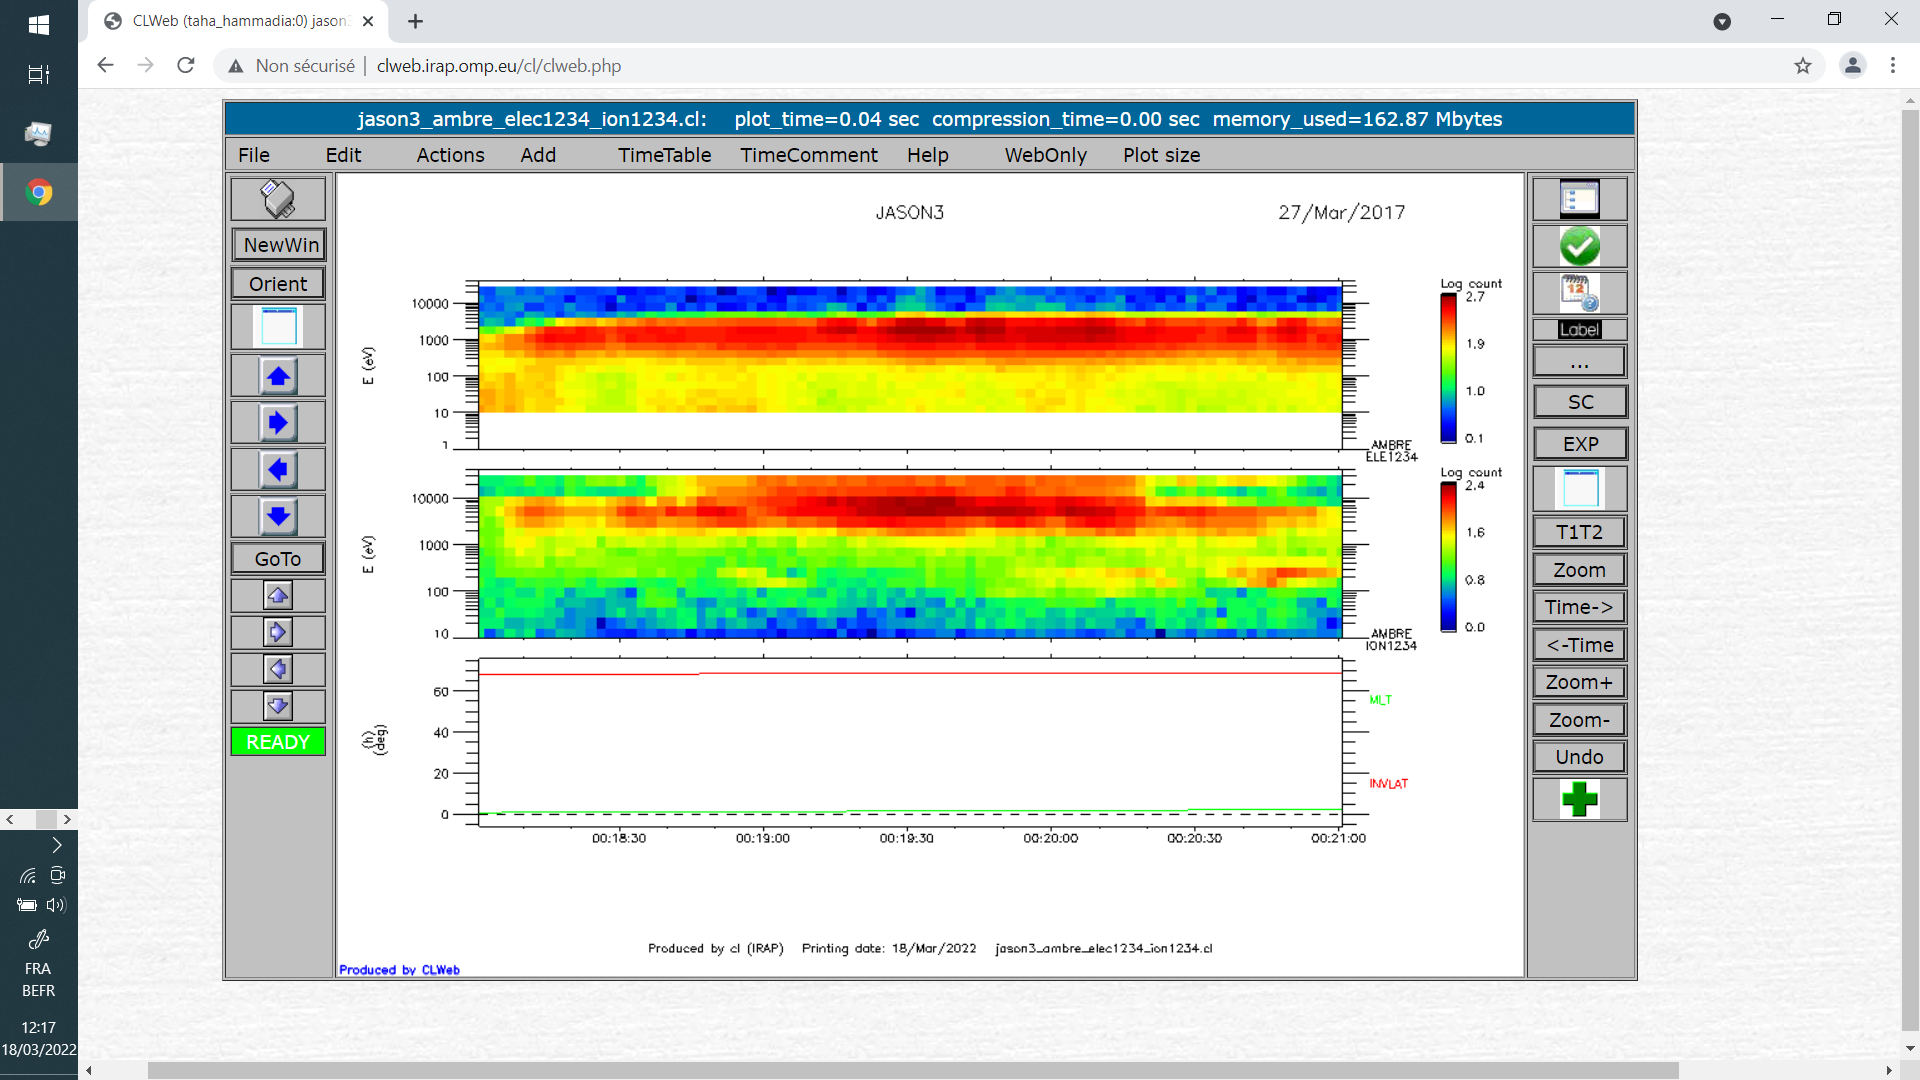 CLWeb (taha_hammadia:0) jason3
Non sécurisé | clweb.irap.omp.eu/cl/clweb.php
jason3_ambre_elec1234_ion1234.cl: plot_time=0.04 sec compression_time=0.00 sec memory_used=162.87 Mbytes
File Edit Actions Add TimeTable TimeComment Help WebOnly Plot size
NewWin
Orient
GoTo
READY
JASON3 27/Mar/2017
E (eV)
10000
1000
100
10
1
AMBRE
ELE1234
Log count
2.7
1.9
1.0
0.1
E (eV)
10000
1000
100
10
AMBRE
ION1234
Log count
2.4
1.6
0.8
0.0
(h)
(deg)
60
40
20
0
MLT
INVLAT
00:18:30 00:19:00 00:19:30 00:20:00 00:20:30 00:21:00
Produced by cl (IRAP) Printing date: 18/Mar/2022 jason3_ambre_elec1234_ion1234.cl
Produced by CLWeb
12
Label
...
SC
EXP
T1T2
Zoom
Time->
<-Time
Zoom+
Zoom-
Undo
FRA
BEFR
12:17
18/03/2022